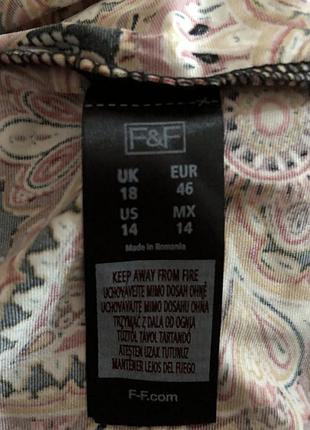 F&F
UK EUR
18 46
US MX
14 14
Made in Romania
KEEP AWAY FROM FIRE
UCHOVÁVEJTE MIMO DOSAH OHNĚ
UCHOVÁVAJTE MIMO DOSAHU OHŇA
TRZYMAĆ Z DALA OD OGNIA
TŰZTŐL TÁVOL TARTANDÓ
ATEŞTEN UZAK TUTUNUZ
MANTENER LEJOS DEL FUEGO
F-F.com